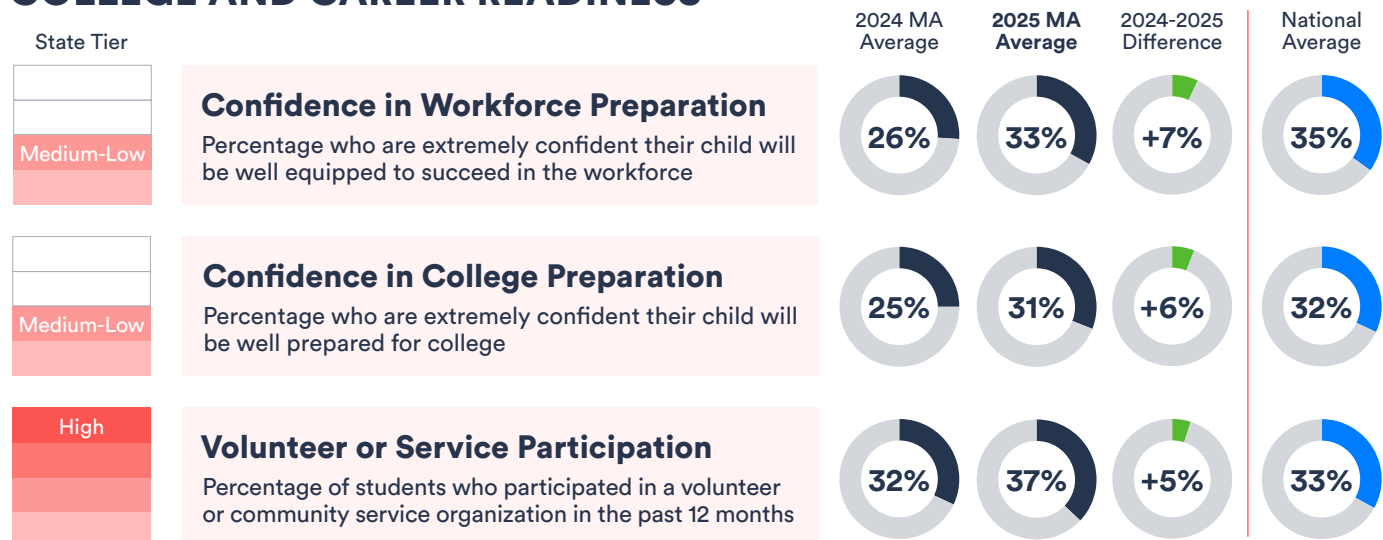 COLLEGE AND CAREER READINESS
State Tier
2024 MA
Average
2025 MA
Average
2024-2025
Difference
National
Average
Medium-Low
Confidence in Workforce Preparation
Percentage who are extremely confident their child will
be well equipped to succeed in the workforce
26%
33%
+7%
35%
Medium-Low
Confidence in College Preparation
Percentage who are extremely confident their child will
be well prepared for college
25%
31%
+6%
32%
High
Volunteer or Service Participation
Percentage of students who participated in a volunteer
or community service organization in the past 12 months
32%
37%
+5%
33%